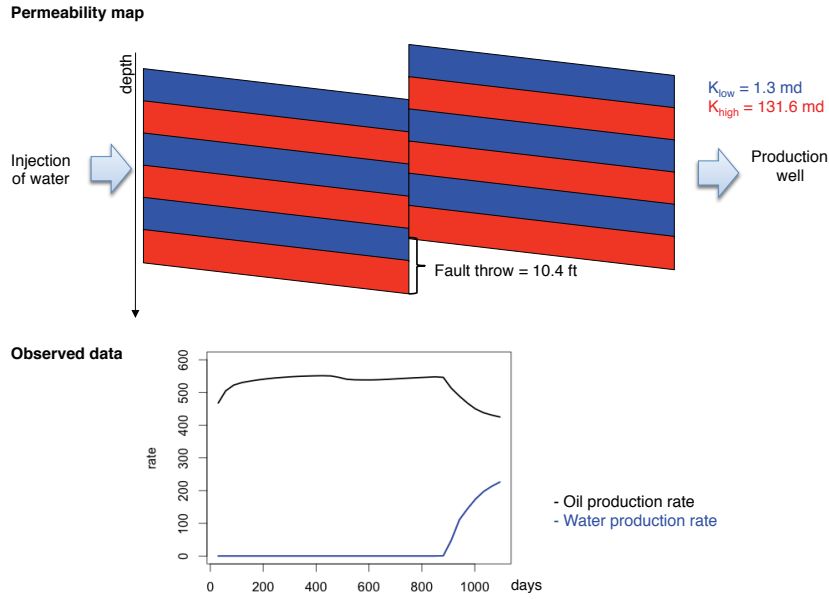 Permeability map
depth
Klow = 1.3 md
Khigh = 131.6 md
Injection
of water
Production
well
Fault throw = 10.4 ft
Observed data
600
500
400
300
200
100
0
rate
- Oil production rate
- Water production rate
0 200 400 600 800 1000 days